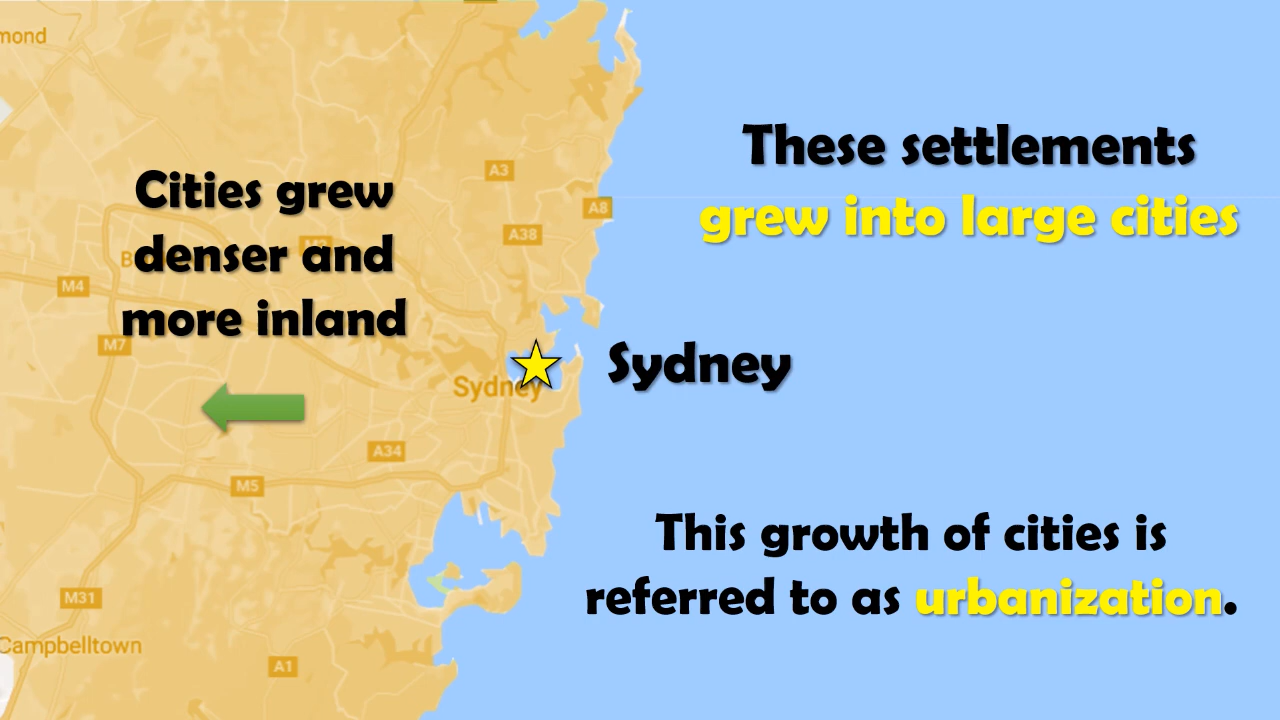 mond
Cities grew
denser and
more inland
These settlements
grew into large cities
A3
A8
A38
M2
B
M4
M7
Sydney
Sydney
A34
M5
This growth of cities is
referred to as urbanization.
M31
Campbelltown
A1